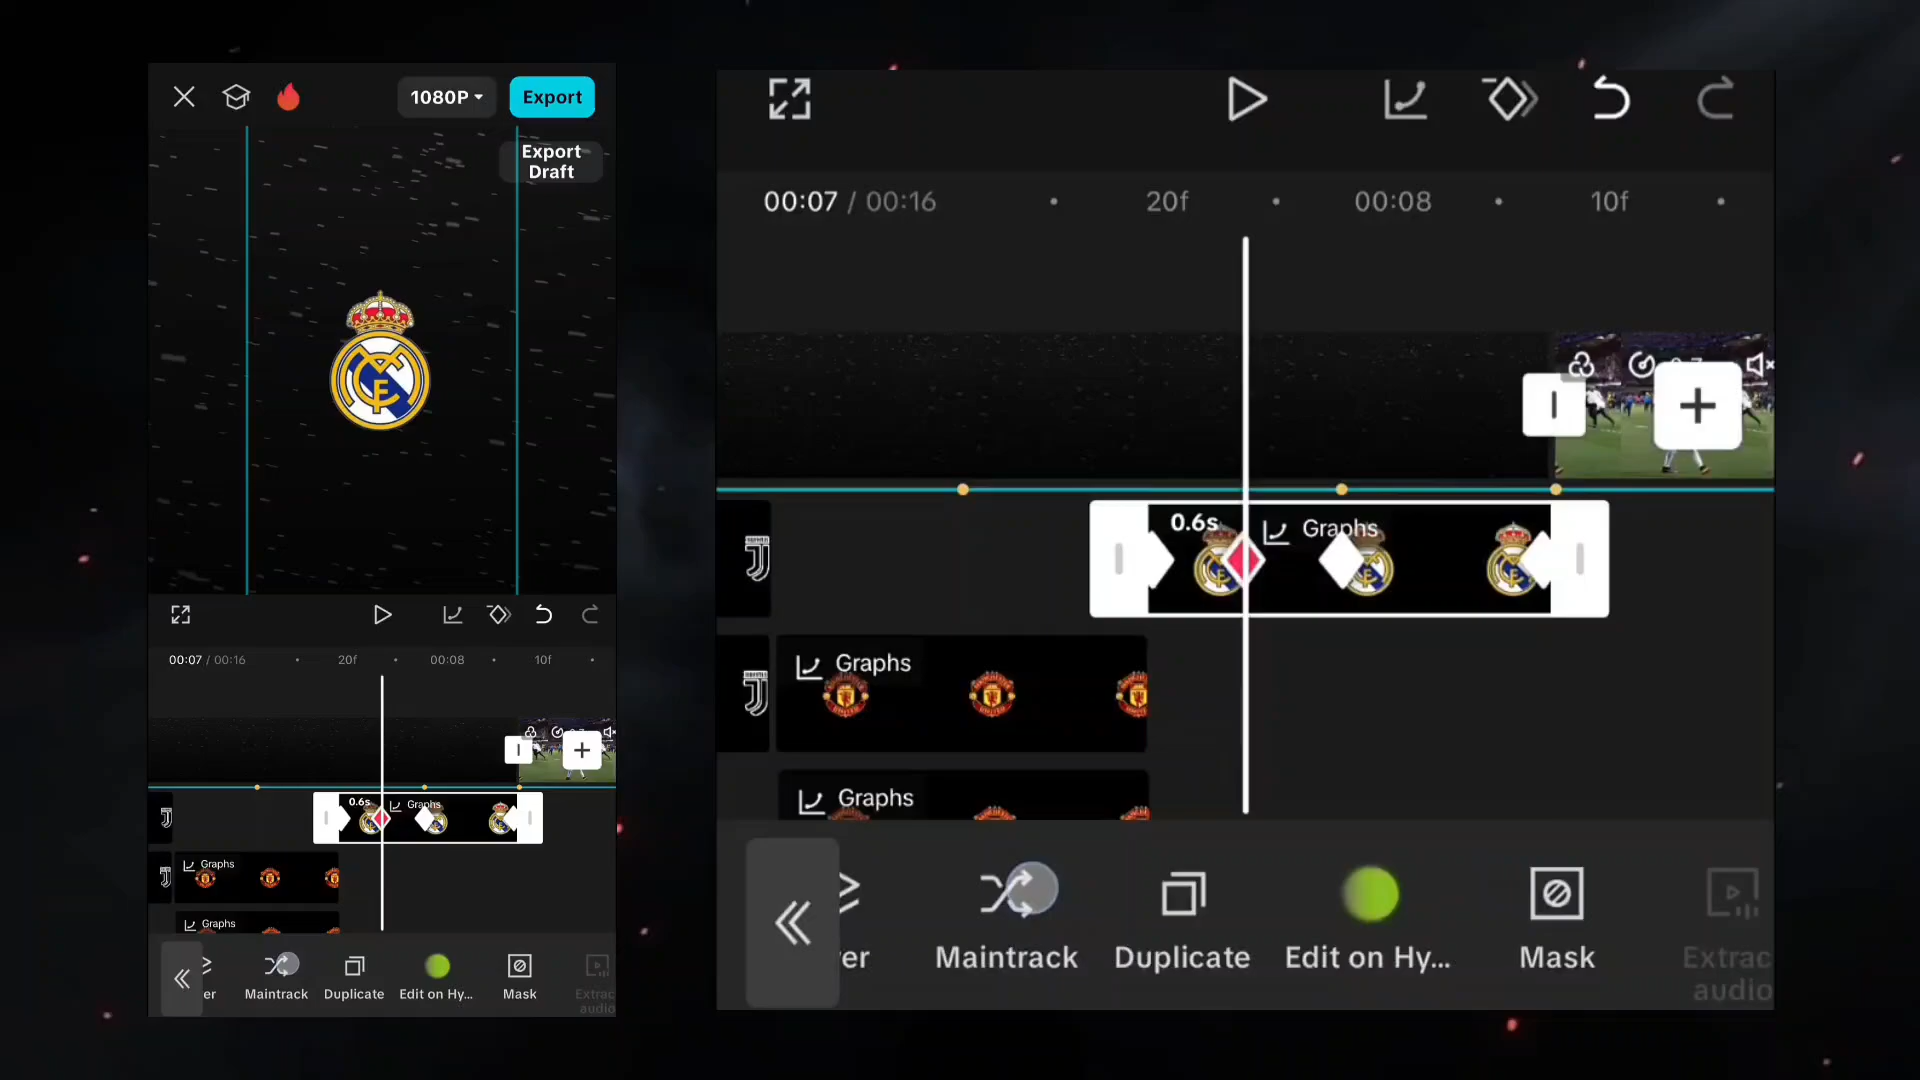 1080P
Export
Export
Draft
00:07 / 00:16
20f
00:08
10f
0.6s
Graphs
Graphs
Graphs
er
Maintrack
Duplicate
Edit on Hy...
Mask
Extrac
audio
00:07 / 00:16
20f
00:08
10f
0.6s
Graphs
Graphs
Graphs
er
Maintrack
Duplicate
Edit on Hy...
Mask
Extrac
audio